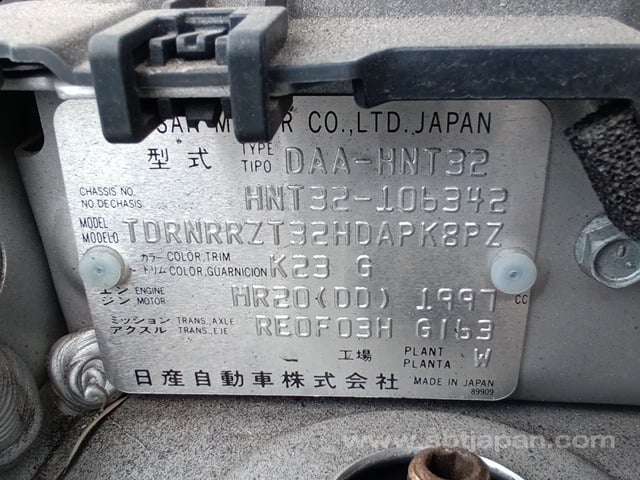 CO.,LTD.JAPAN
型式 TYPE TIPO DAA-HNT32
CHASSIS NO. NO.DE CHASIS HNT32-106342
MODEL MODELO TDRNRRZT32HDAPK8PZ
カラー COLOR,TRIM
トリム COLOR,GUARNICION K23 G
エンジン ENGINE MOTOR HR20(DD) 1997 CC
ミッション TRANS.,AXLE
アクスル TRANS.,EJE RE0F03H G163
工場 PLANT PLANTA W
日産自動車株式会社 MADE IN JAPAN
89909
www.abtjapan.com